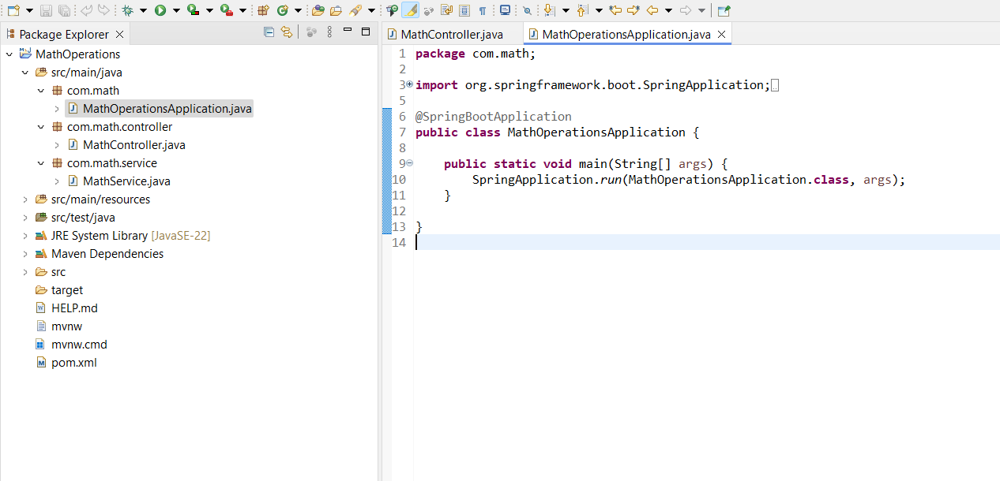 Package Explorer
MathOperations
src/main/java
com.math
MathOperationsApplication.java
com.math.controller
MathController.java
com.math.service
MathService.java
src/main/resources
src/test/java
JRE System Library [JavaSE-22]
Maven Dependencies
src
target
HELP.md
mvnw
mvnw.cmd
pom.xml
MathController.java
MathOperationsApplication.java
1 package com.math;
2
3 import org.springframework.boot.SpringApplication;
5
6 @SpringBootApplication
7 public class MathOperationsApplication {
8
9     public static void main(String[] args) {
10         SpringApplication.run(MathOperationsApplication.class, args);
11     }
12
13 }
14